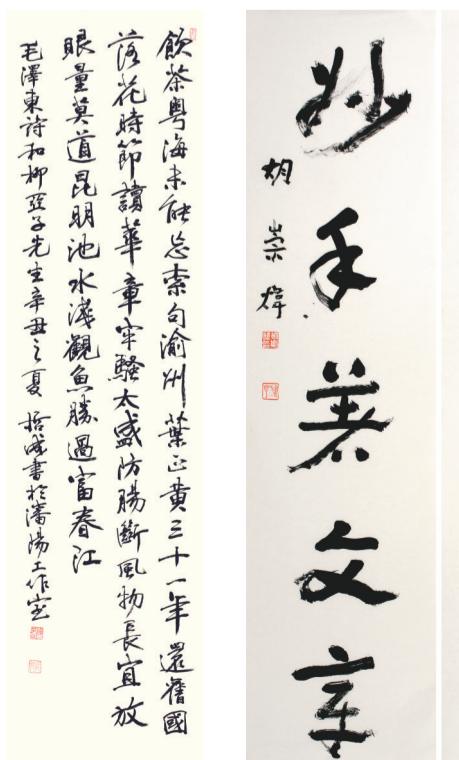 飲茶粵海未能忘索句渝州葉正黃三十一年還舊國
落花時節讀華章牢騷太盛防腸斷風物長宜放
眼量莫道昆明池水淺觀魚勝過富春江
毛澤東詩和柳亞子先生辛丑之夏 書於瀋陽工作室
妙手著文章
胡崇煒